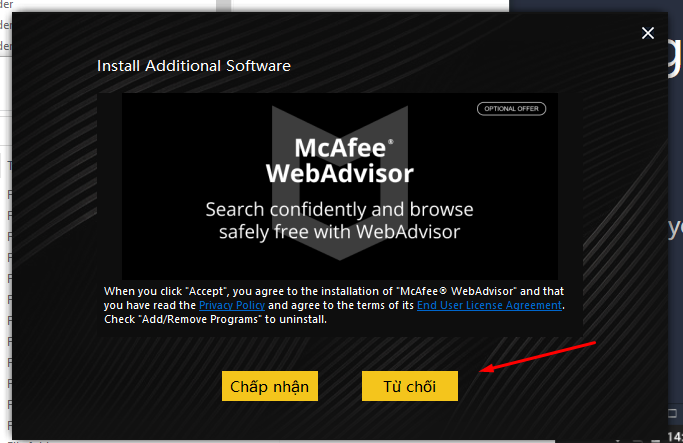 Install Additional Software
OPTIONAL OFFER
McAfee®
WebAdvisor
Search confidently and browse
safely free with WebAdvisor
When you click "Accept", you agree to the installation of "McAfee® WebAdvisor" and that
you have read the Privacy Policy and agree to the terms of its End User License Agreement.
Check "Add/Remove Programs" to uninstall.
Chấp nhận
Từ chối